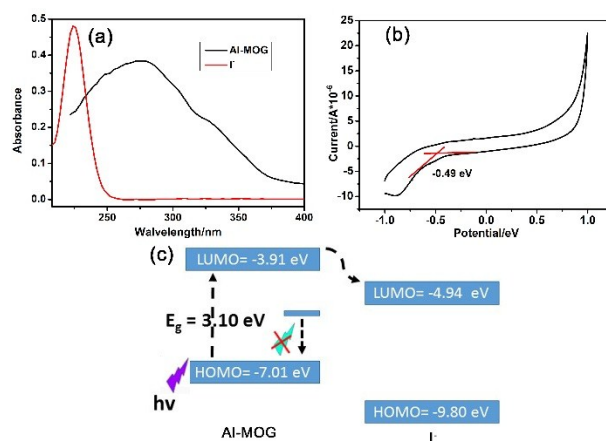 (a)
Al-MOG
I⁻
0.5
0.4
0.3
0.2
0.1
0.0
Absorbance
250 300 350 400
Wavelength/nm
(b)
25
20
15
10
5
0
-5
-10
Current/A*10⁻⁶
-0.49 eV
-1.0 -0.5 0.0 0.5 1.0
Potential/eV
(c)
LUMO= -3.91 eV
LUMO= -4.94 eV
Eg = 3.10 eV
HOMO= -7.01 eV
hv
HOMO= -9.80 eV
Al-MOG
I⁻